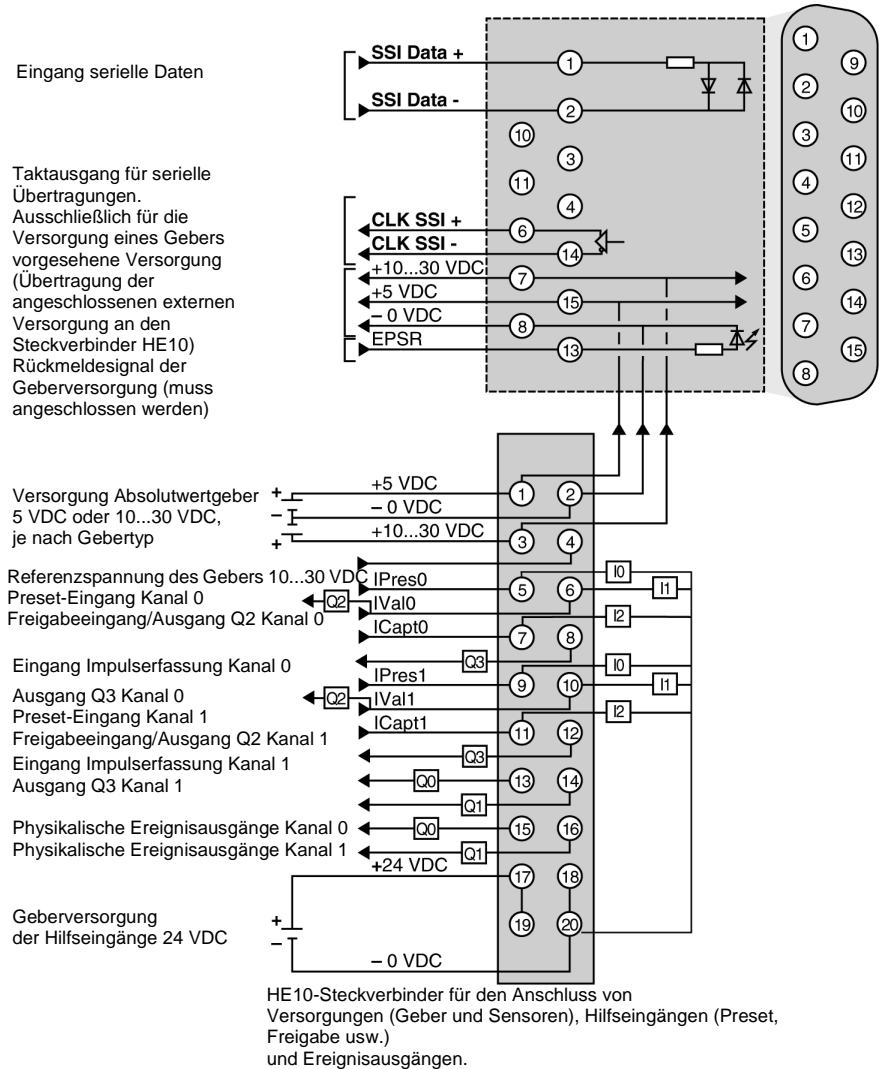 Eingang serielle Daten
SSI Data +
1
SSI Data -
2
10
3
11
4
Taktausgang für serielle
Übertragungen.
Ausschließlich für die
Versorgung eines Gebers
vorgesehene Versorgung
(Übertragung der
angeschlossenen externen
Versorgung an den
Steckverbinder HE10)
Rückmeldesignal der
Geberversorgung (muss
angeschlossen werden)
CLK SSI +
6
CLK SSI -
14
+10...30 VDC
7
+5 VDC
15
– 0 VDC
8
EPSR
13
1
9
2
10
3
11
4
12
5
13
6
14
7
15
8
Versorgung Absolutwertgeber
5 VDC oder 10...30 VDC,
je nach Gebertyp
+
–
+
+5 VDC
1 2
– 0 VDC
+10...30 VDC
3 4
Referenzspannung des Gebers 10...30 VDC
Preset-Eingang Kanal 0
Freigabeeingang/Ausgang Q2 Kanal 0
IPres0
5 6
I0
I1
Q2
IVal0
ICapt0
7 8
I2
Eingang Impulserfassung Kanal 0
Q3
Ausgang Q3 Kanal 0
Preset-Eingang Kanal 1
Freigabeeingang/Ausgang Q2 Kanal 1
IPres1
9 10
I0
I1
Q2
IVal1
ICapt1
11 12
I2
Eingang Impulserfassung Kanal 1
Ausgang Q3 Kanal 1
Q3
Q0
13 14
Q1
Physikalische Ereignisausgänge Kanal 0
Physikalische Ereignisausgänge Kanal 1
Q0
15 16
Q1
+24 VDC
17 18
19 20
Geberversorgung
der Hilfseingänge 24 VDC
+
–
– 0 VDC
HE10-Steckverbinder für den Anschluss von
Versorgungen (Geber und Sensoren), Hilfseingängen (Preset,
Freigabe usw.)
und Ereignisausgängen.